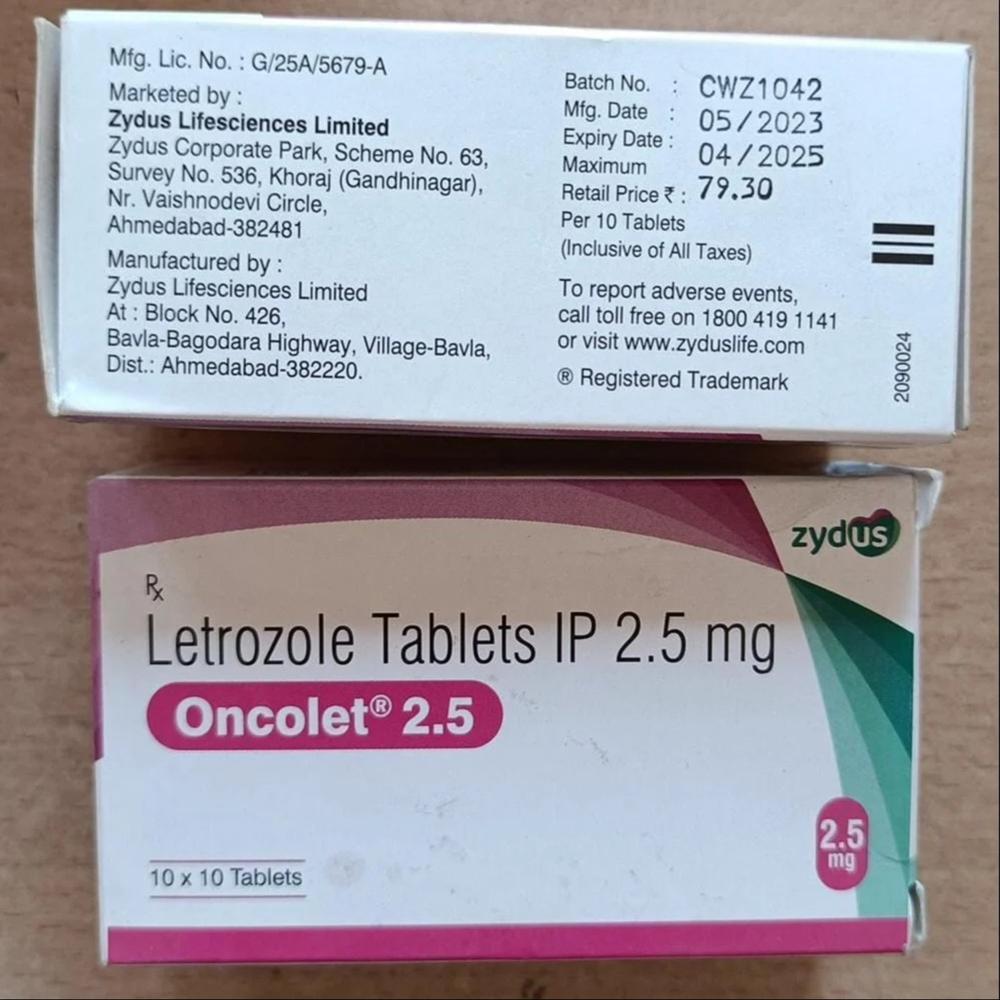 Mfg. Lic. No. : G/25A/5679-A
Marketed by :
Zydus Lifesciences Limited
Zydus Corporate Park, Scheme No. 63,
Survey No. 536, Khoraj (Gandhinagar),
Nr. Vaishnodevi Circle,
Ahmedabad-382481
Manufactured by :
Zydus Lifesciences Limited
At : Block No. 426,
Bavla-Bagodara Highway, Village-Bavla,
Dist.: Ahmedabad-382220.
Batch No. : CWZ1042
Mfg. Date : 05/2023
Expiry Date : 04/2025
Maximum
Retail Price ₹ : 79.30
Per 10 Tablets
(Inclusive of All Taxes)
To report adverse events,
call toll free on 1800 419 1141
or visit www.zyduslife.com
® Registered Trademark
2090024
zydus
Rx
Letrozole Tablets IP 2.5 mg
Oncolet® 2.5
2.5
mg
10 x 10 Tablets